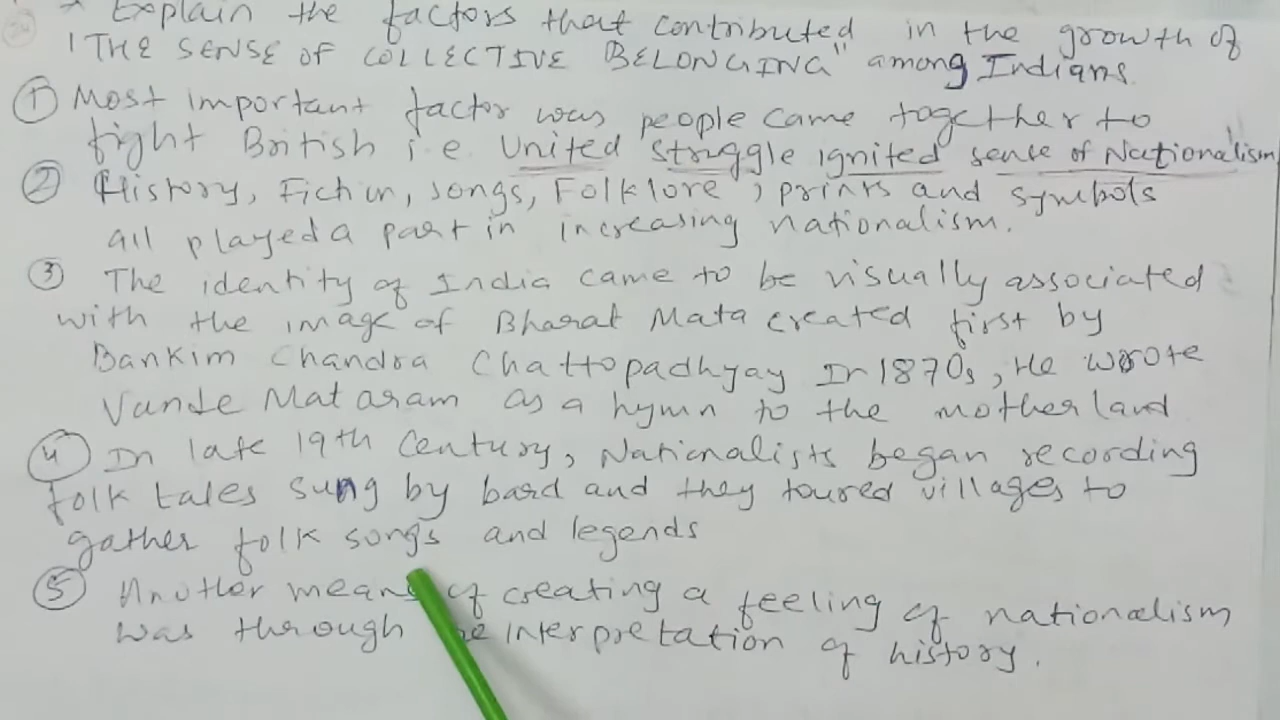 Explain the factors that contributed in the growth of
"THE SENSE OF COLLECTIVE BELONGING" among Indians
① Most important factor was people came together to
fight British i.e. United struggle ignited sense of Nationalism
② History, Fiction, songs, Folklore, prints and symbols
all played a part in increasing nationalism.
③ The identity of India came to be visually associated
with the image of Bharat Mata created first by
Bankim Chandra Chattopadhyay In 1870s, He wrote
Vande Mataram as a hymn to the motherland
④ In late 19th Century, Nationalists began recording
folk tales sung by bard and they toured villages to
gather folk songs and legends
⑤ Another means of creating a feeling of nationalism
was through interpretation of history.